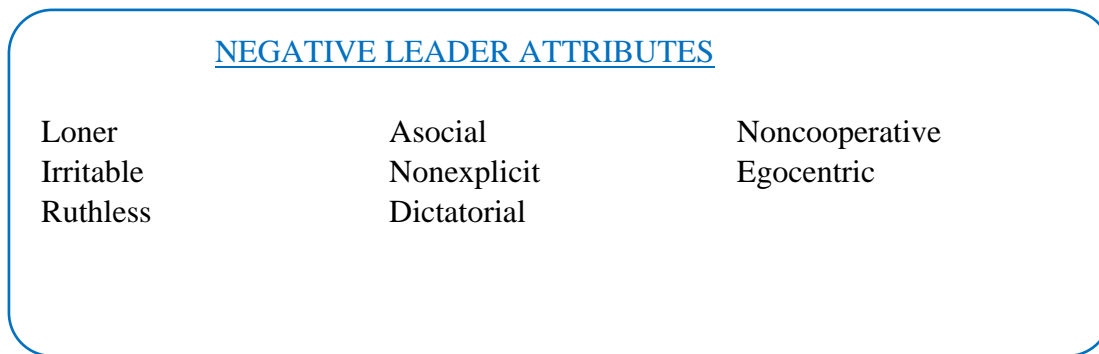 NEGATIVE LEADER ATTRIBUTES
Loner Asocial Noncooperative
Irritable Nonexplicit Egocentric
Ruthless Dictatorial